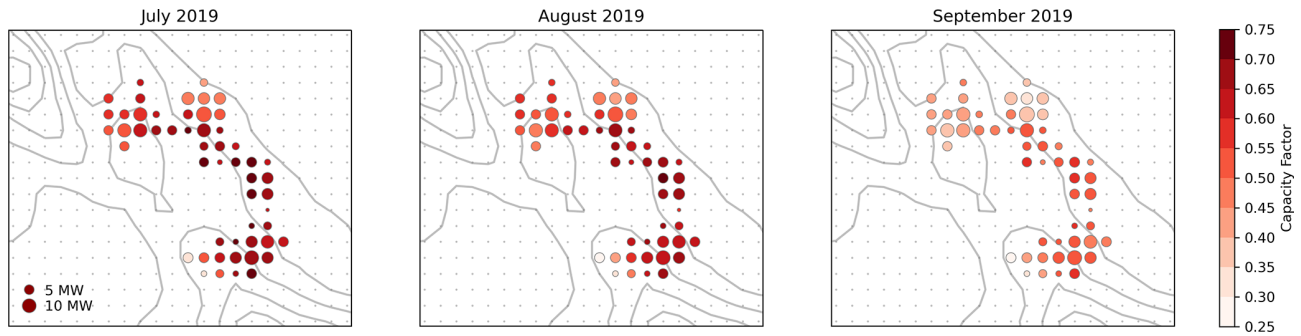 July 2019
August 2019
September 2019
5 MW
10 MW
0.75
0.70
0.65
0.60
0.55
0.50
0.45
0.40
0.35
0.30
0.25
Capacity Factor